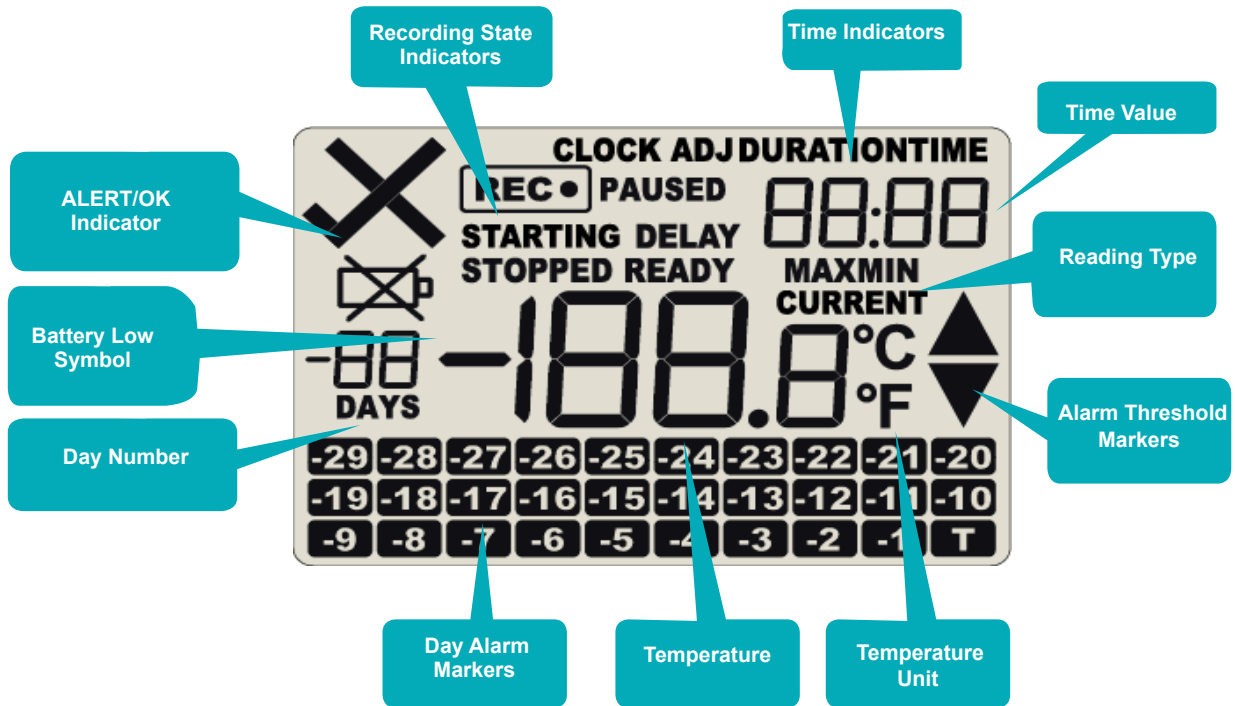 Recording State
Indicators
Time Indicators
Time Value
ALERT/OK
Indicator
CLOCK ADJ DURATION TIME
REC PAUSED
88:88
STARTING DELAY
STOPPED READY
MAX MIN
CURRENT
Reading Type
Battery Low
Symbol
-88
DAYS
-188.8
°C
°F
Alarm Threshold
Markers
Day Number
-29 -28 -27 -26 -25 -24 -23 -22 -21 -20
-19 -18 -17 -16 -15 -14 -13 -12 -11 -10
-9 -8 -7 -6 -5 -4 -3 -2 -1 T
Day Alarm
Markers
Temperature
Temperature
Unit